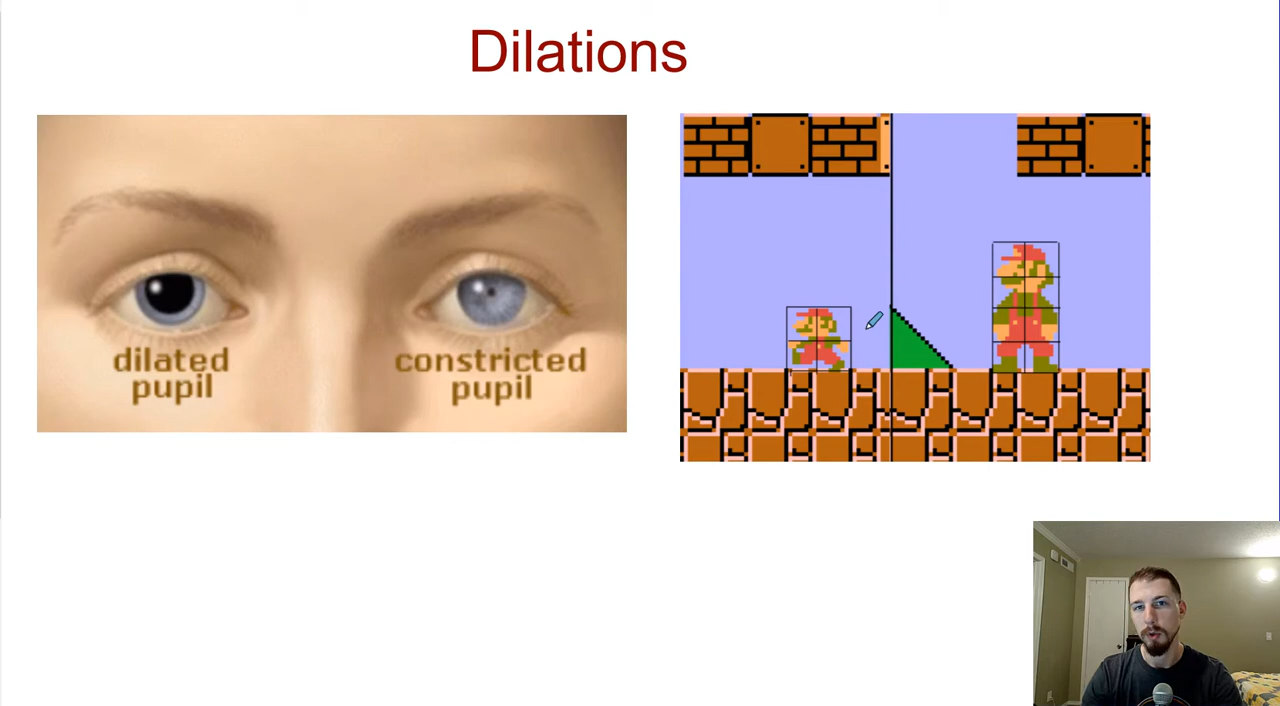 Dilations
dilated
pupil
constricted
pupil